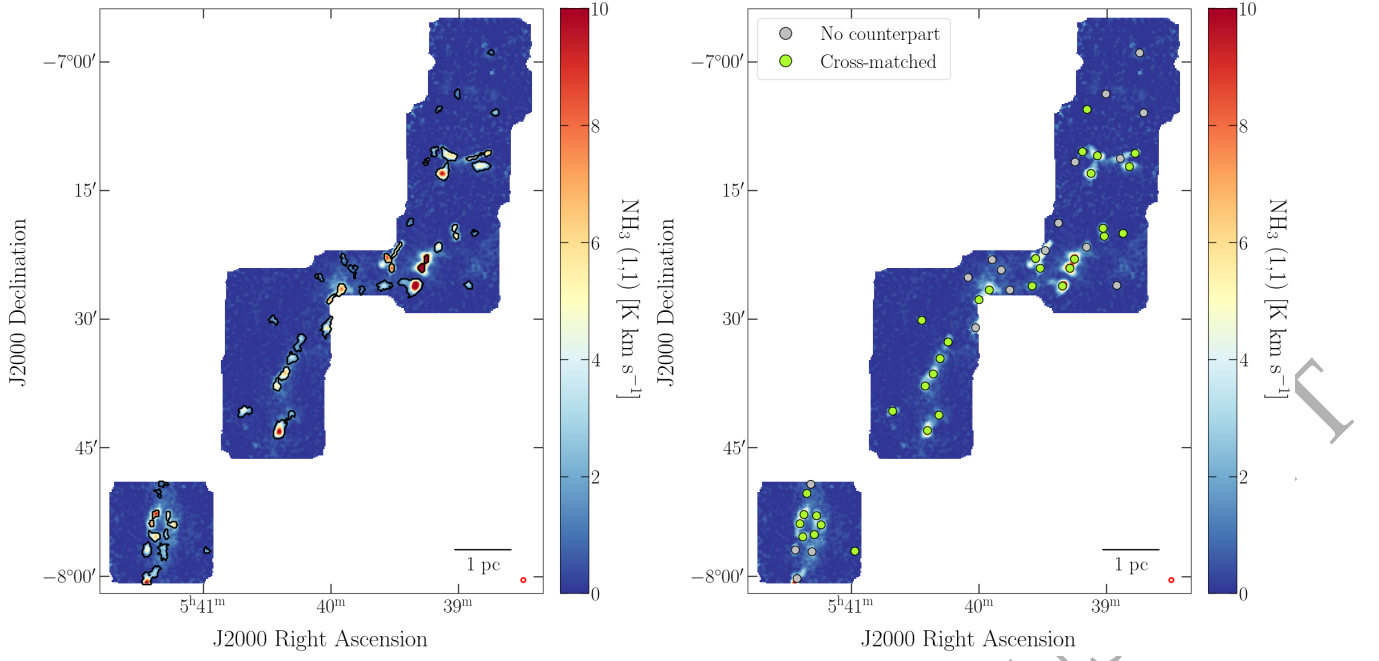 −7°00′
15′
30′
45′
−8°00′
5ʰ41ᵐ
40ᵐ
39ᵐ
J2000 Right Ascension
J2000 Declination
1 pc
10
8
6
4
2
0
NH₃ (1,1) [K km s⁻¹]
No counterpart
Cross-matched
−7°00′
15′
30′
45′
−8°00′
5ʰ41ᵐ
40ᵐ
39ᵐ
J2000 Right Ascension
J2000 Declination
1 pc
10
8
6
4
2
0
NH₃ (1,1) [K km s⁻¹]
T